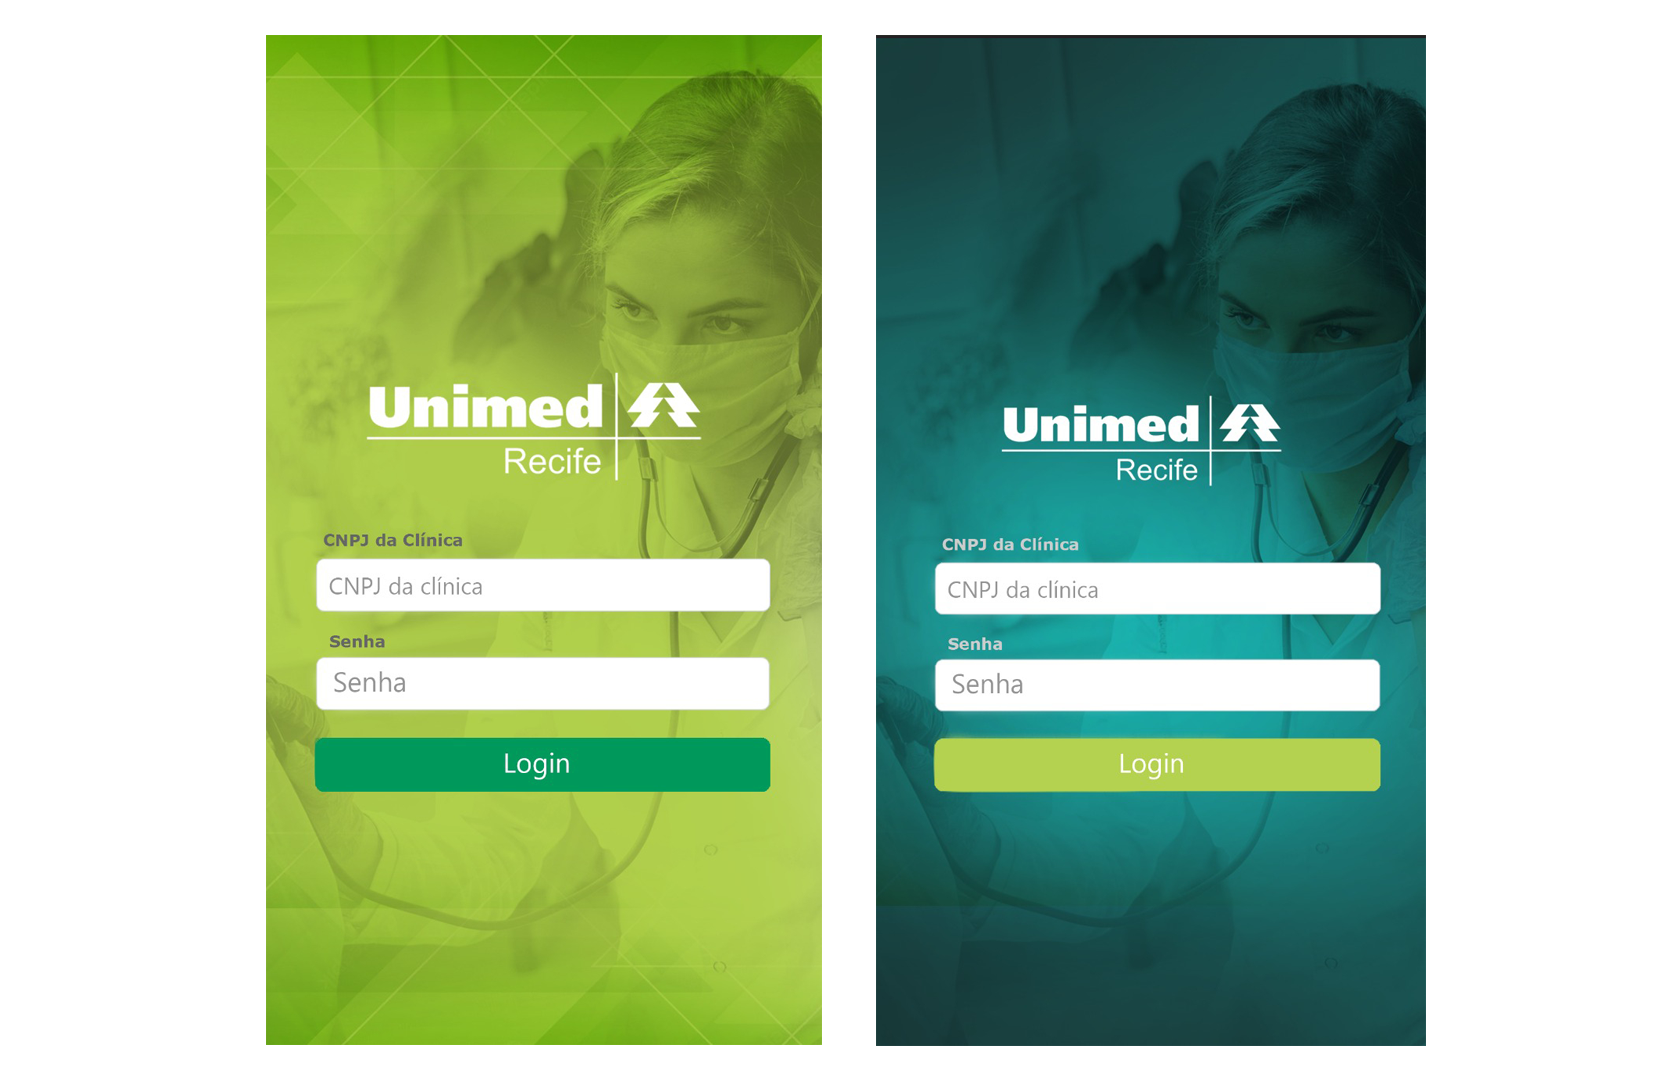 Unimed
Recife
CNPJ da Clínica
CNPJ da clínica
Senha
Senha
Login
Unimed
Recife
CNPJ da Clínica
CNPJ da clínica
Senha
Senha
Login